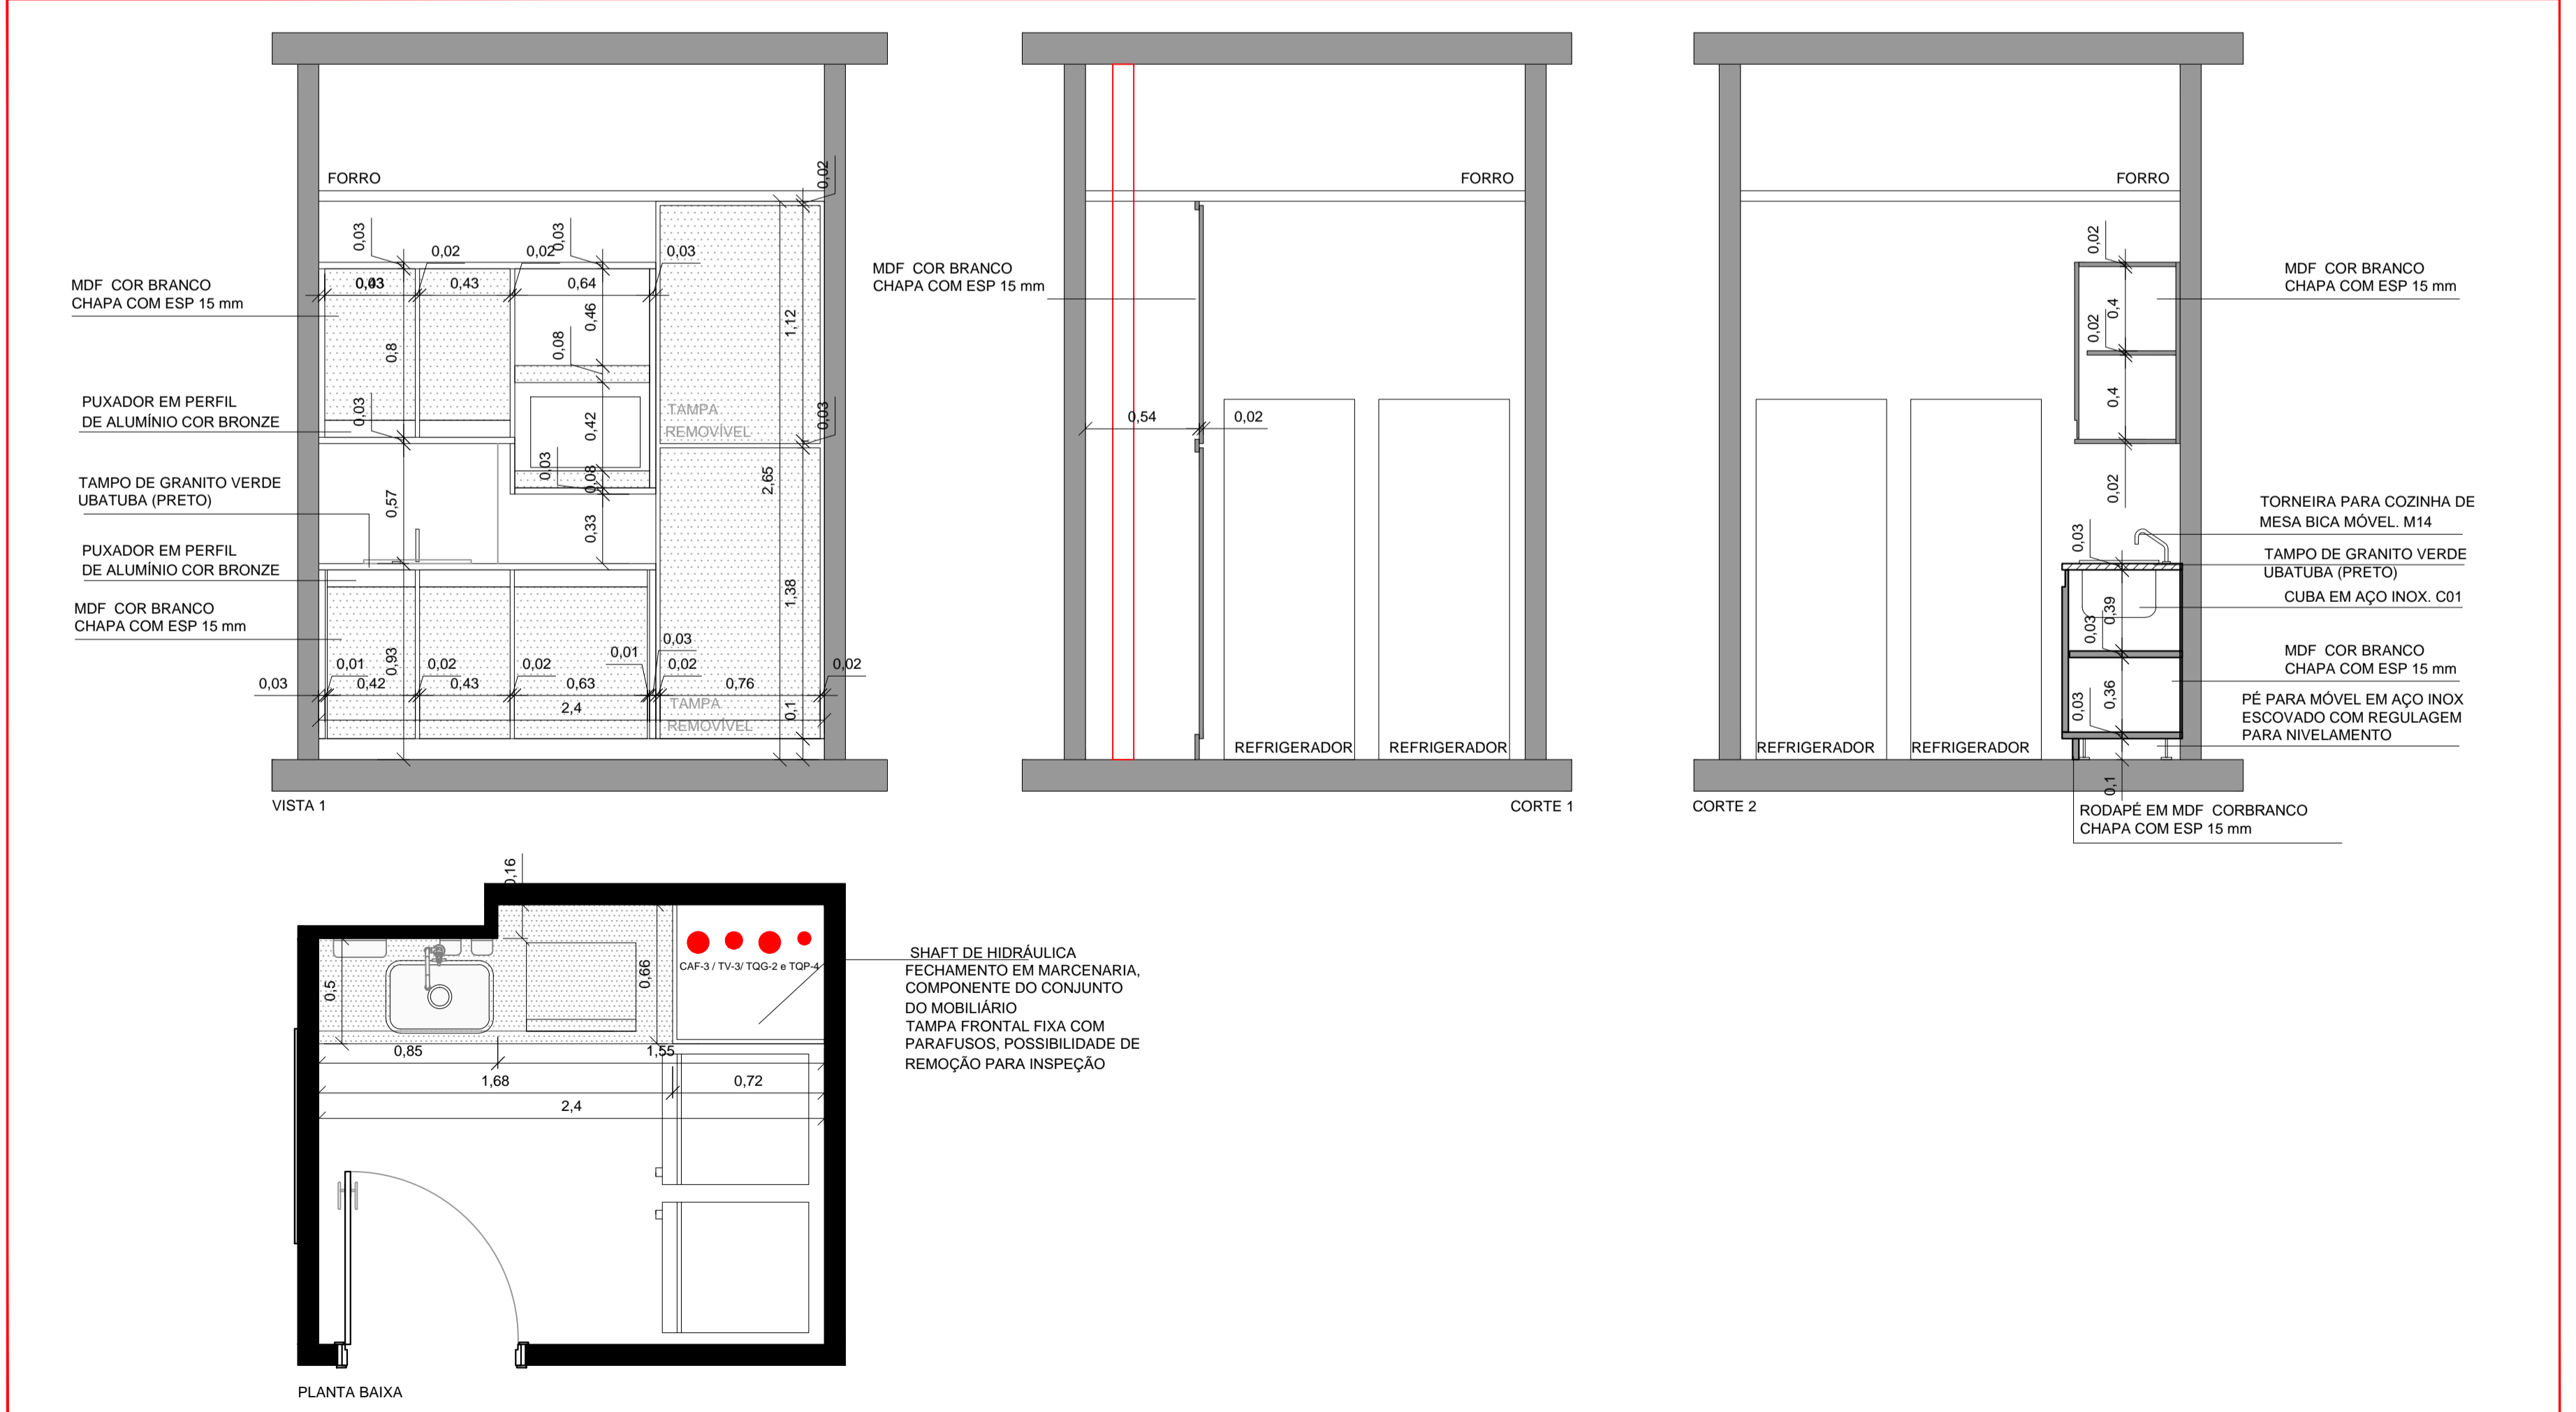 FORRO
0,03
0,02
0,02
0,03
0,03
0,02
0,43
0,43
0,64
0,46
0,08
0,8
1,12
MDF COR BRANCO
CHAPA COM ESP 15 mm
PUXADOR EM PERFIL
DE ALUMÍNIO COR BRONZE
0,03
0,42
TAMPA
REMOVÍVEL
0,03
TAMPO DE GRANITO VERDE
UBATUBA (PRETO)
0,57
0,03
0,08
0,33
2,65
PUXADOR EM PERFIL
DE ALUMÍNIO COR BRONZE
MDF COR BRANCO
CHAPA COM ESP 15 mm
1,38
0,93
0,03
0,01
0,42
0,02
0,43
0,02
0,63
0,01
0,03
0,02
0,76
0,02
2,4
0,1
TAMPA
REMOVÍVEL
VISTA 1
FORRO
MDF COR BRANCO
CHAPA COM ESP 15 mm
0,54
0,02
REFRIGERADOR
REFRIGERADOR
CORTE 1
FORRO
0,02
0,4
0,02
0,4
0,02
MDF COR BRANCO
CHAPA COM ESP 15 mm
TORNEIRA PARA COZINHA DE
MESA BICA MÓVEL. M14
0,03
TAMPO DE GRANITO VERDE
UBATUBA (PRETO)
CUBA EM AÇO INOX. C01
0,39
0,03
MDF COR BRANCO
CHAPA COM ESP 15 mm
0,36
0,03
PÉ PARA MÓVEL EM AÇO INOX
ESCOVADO COM REGULAGEM
PARA NIVELAMENTO
REFRIGERADOR
REFRIGERADOR
0,1
CORTE 2
RODAPÉ EM MDF CORBRANCO
CHAPA COM ESP 15 mm
0,16
0,5
0,66
CAF-3 / TV-3/ TQG-2 e TQP-4
SHAFT DE HIDRÁULICA
FECHAMENTO EM MARCENARIA,
COMPONENTE DO CONJUNTO
DO MOBILIÁRIO
TAMPA FRONTAL FIXA COM
PARAFUSOS, POSSIBILIDADE DE
REMOÇÃO PARA INSPEÇÃO
0,85
1,55
1,68
0,72
2,4
PLANTA BAIXA